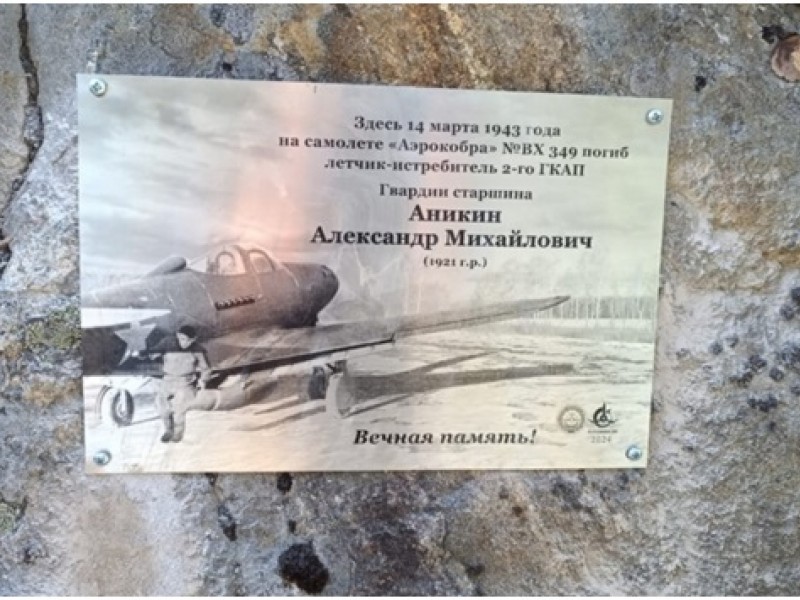 Здесь 14 марта 1943 года
на самолете «Аэрокобра» №ВХ 349 погиб
летчик-истребитель 2-го ГКАП
Гвардии старшина
Аникин
Александр Михайлович
(1921 г.р.)
Вечная память!
2024